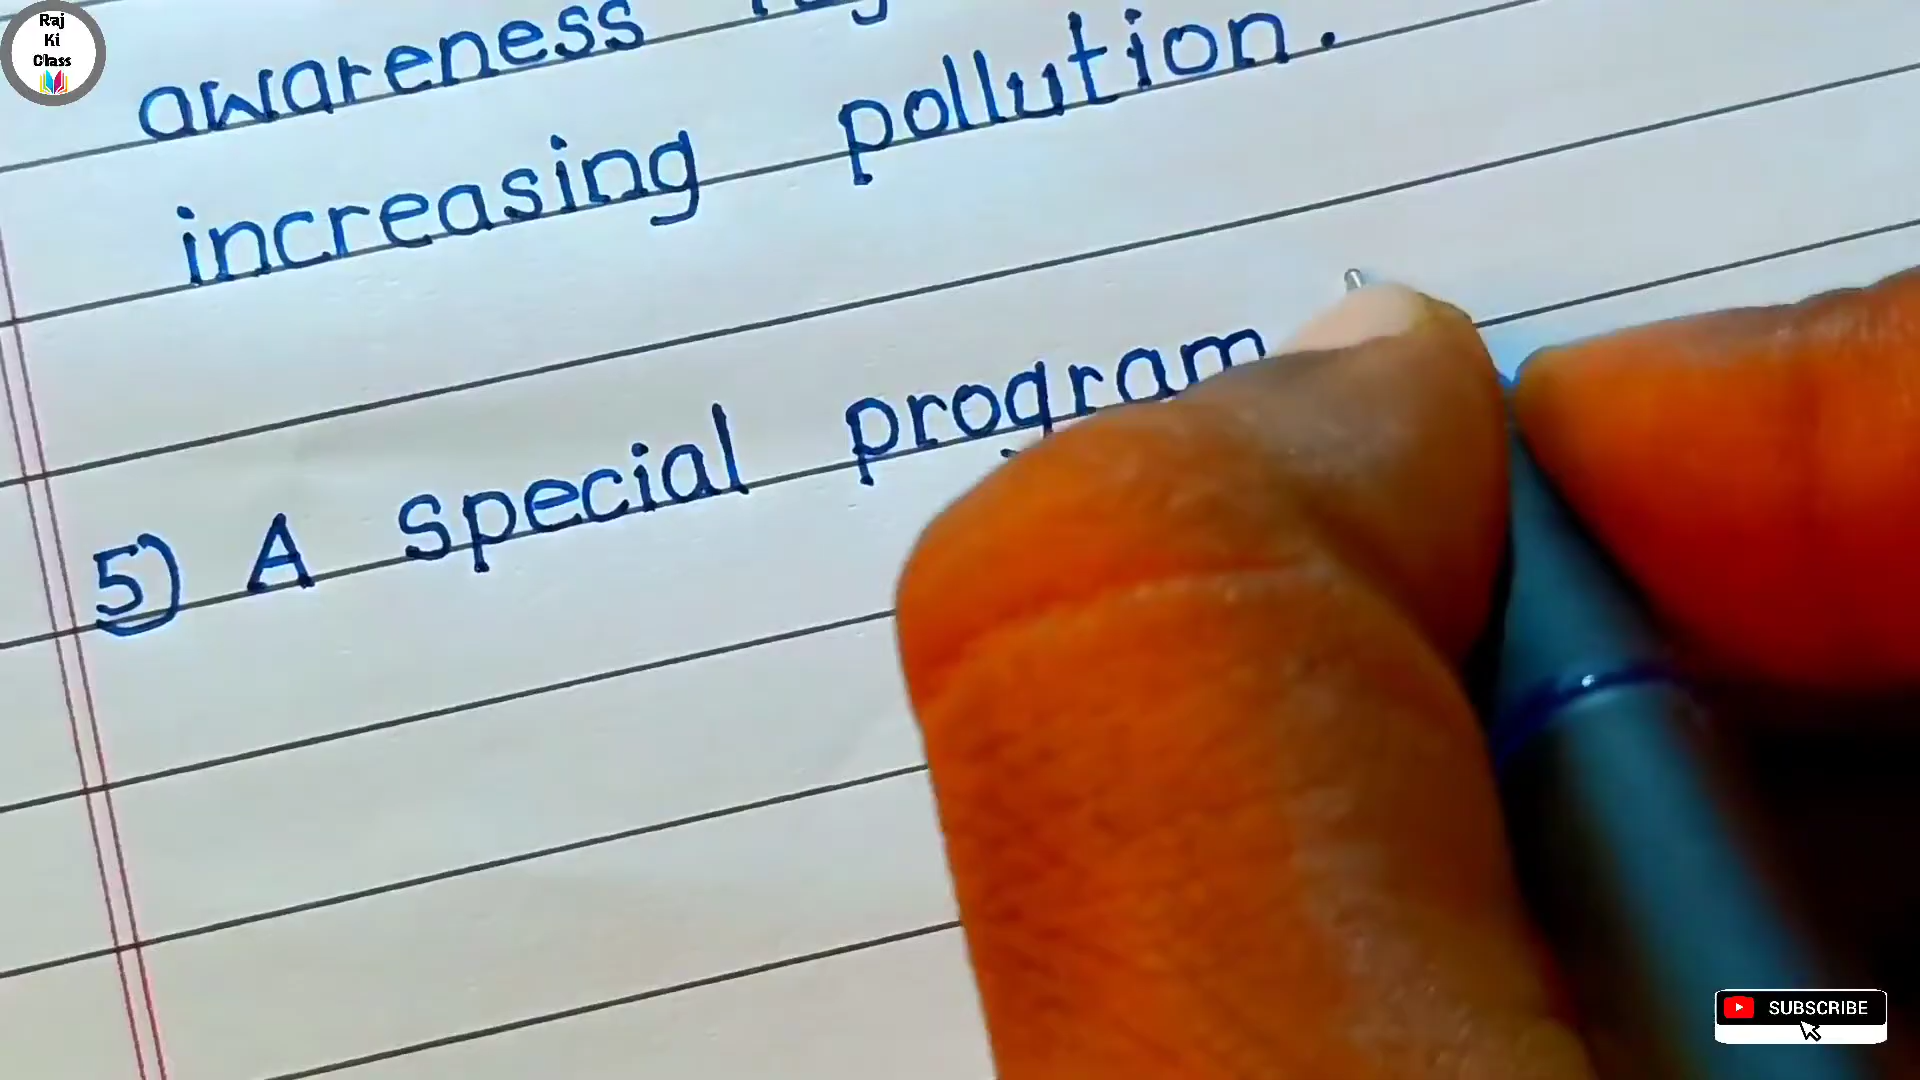 Raj
Ki
Class
awareness
increasing pollution.
5) A special program
SUBSCRIBE